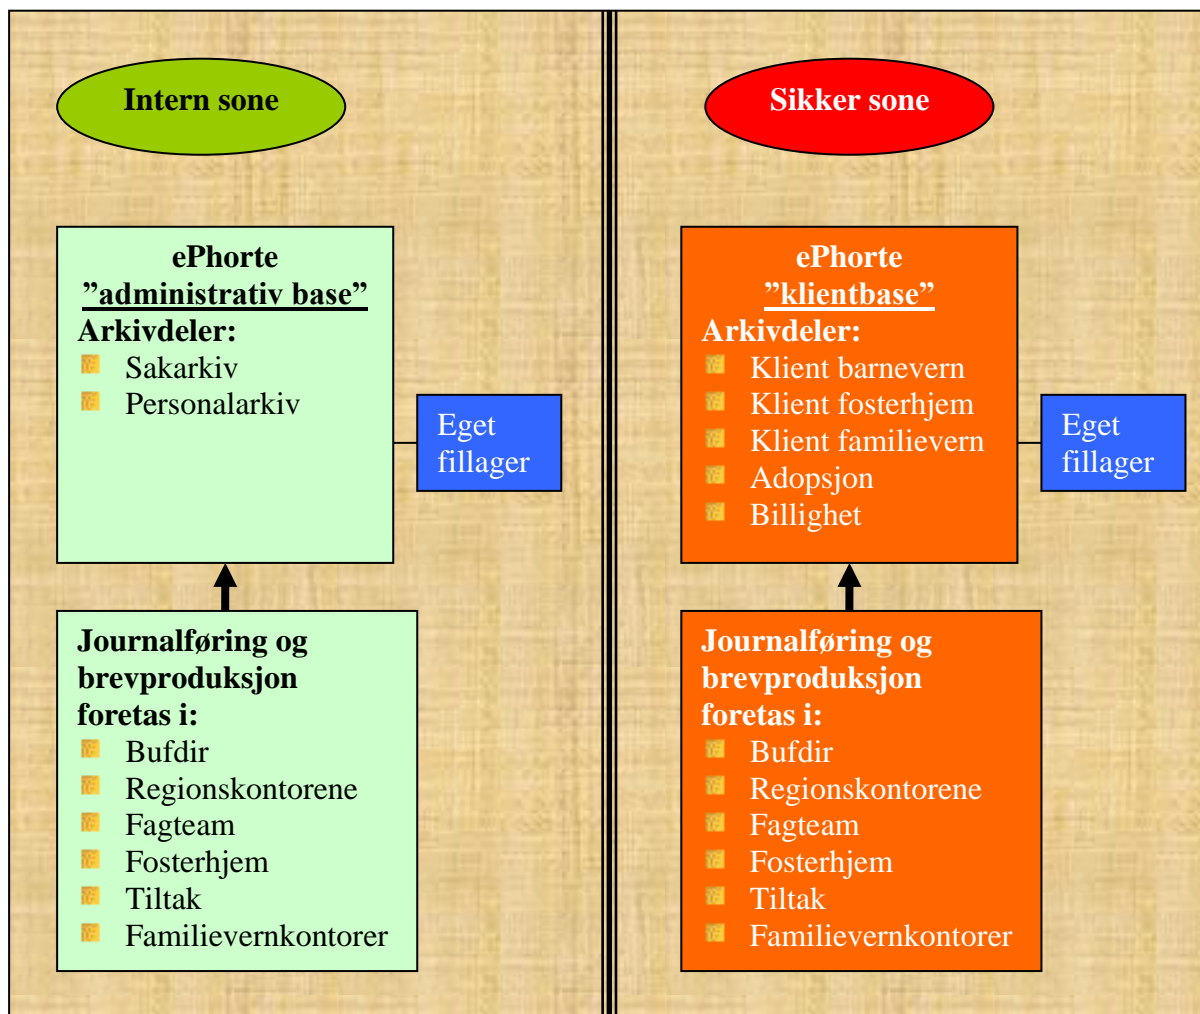 Intern sone
ePhorte
”administrativ base”
Arkivdeler:
Sakarkiv
Personalarkiv
Eget
fillager
Journalføring og
brevproduksjon
foretas i:
Bufdir
Regionskontorene
Fagteam
Fosterhjem
Tiltak
Familievernkontorer
Sikker sone
ePhorte
”klientbase”
Arkivdeler:
Klient barnevern
Klient fosterhjem
Klient familievern
Adopsjon
Billighet
Eget
fillager
Journalføring og
brevproduksjon
foretas i:
Bufdir
Regionskontorene
Fagteam
Fosterhjem
Tiltak
Familievernkontorer